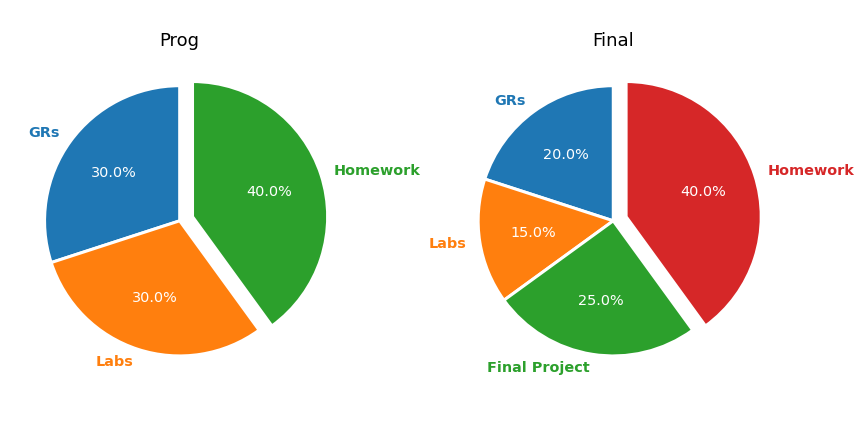 Prog
GRs
30.0%
Homework
40.0%
30.0%
Labs
Final
GRs
20.0%
Homework
40.0%
Labs
15.0%
25.0%
Final Project